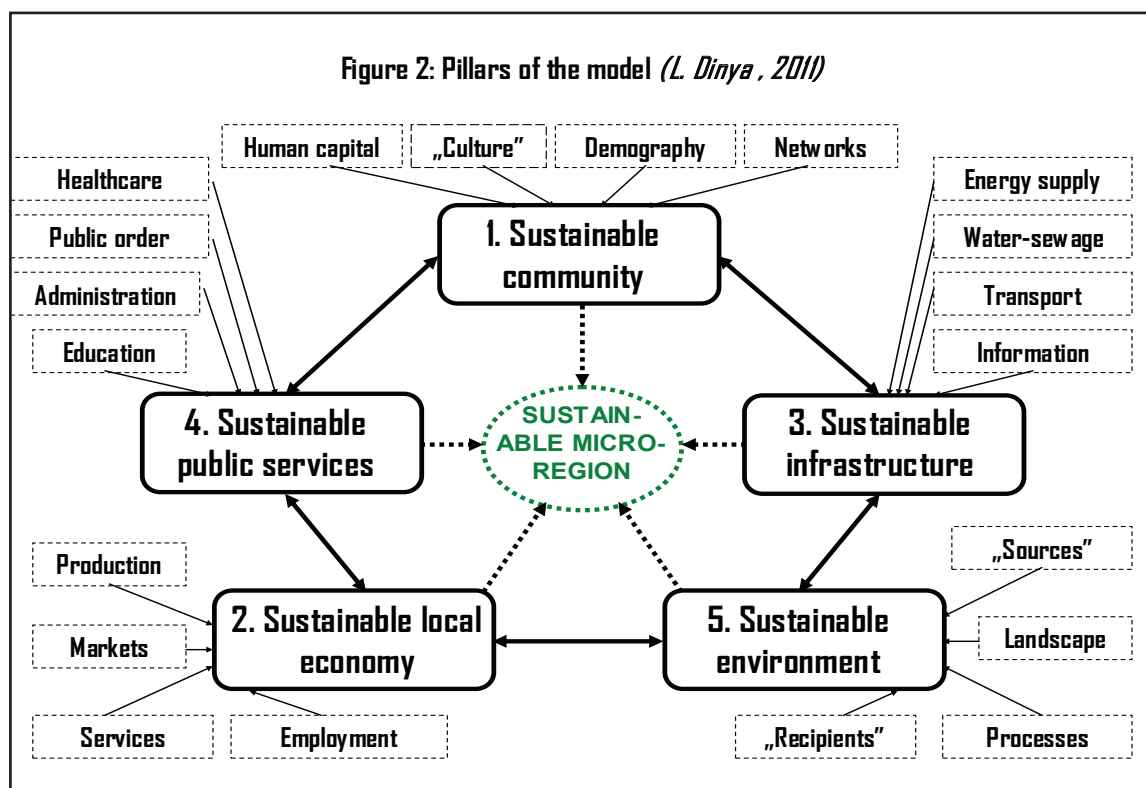 Figure 2: Pillars of the model (L. Dinya , 2011)
Human capital
„Culture”
Demography
Networks
Healthcare
Public order
Administration
Education
Energy supply
Water-sewage
Transport
Information
1. Sustainable
community
4. Sustainable
public services
SUSTAIN-
ABLE MICRO-
REGION
3. Sustainable
infrastructure
Production
Markets
Services
Employment
2. Sustainable local
economy
5. Sustainable
environment
„Sources”
Landscape
„Recipients”
Processes